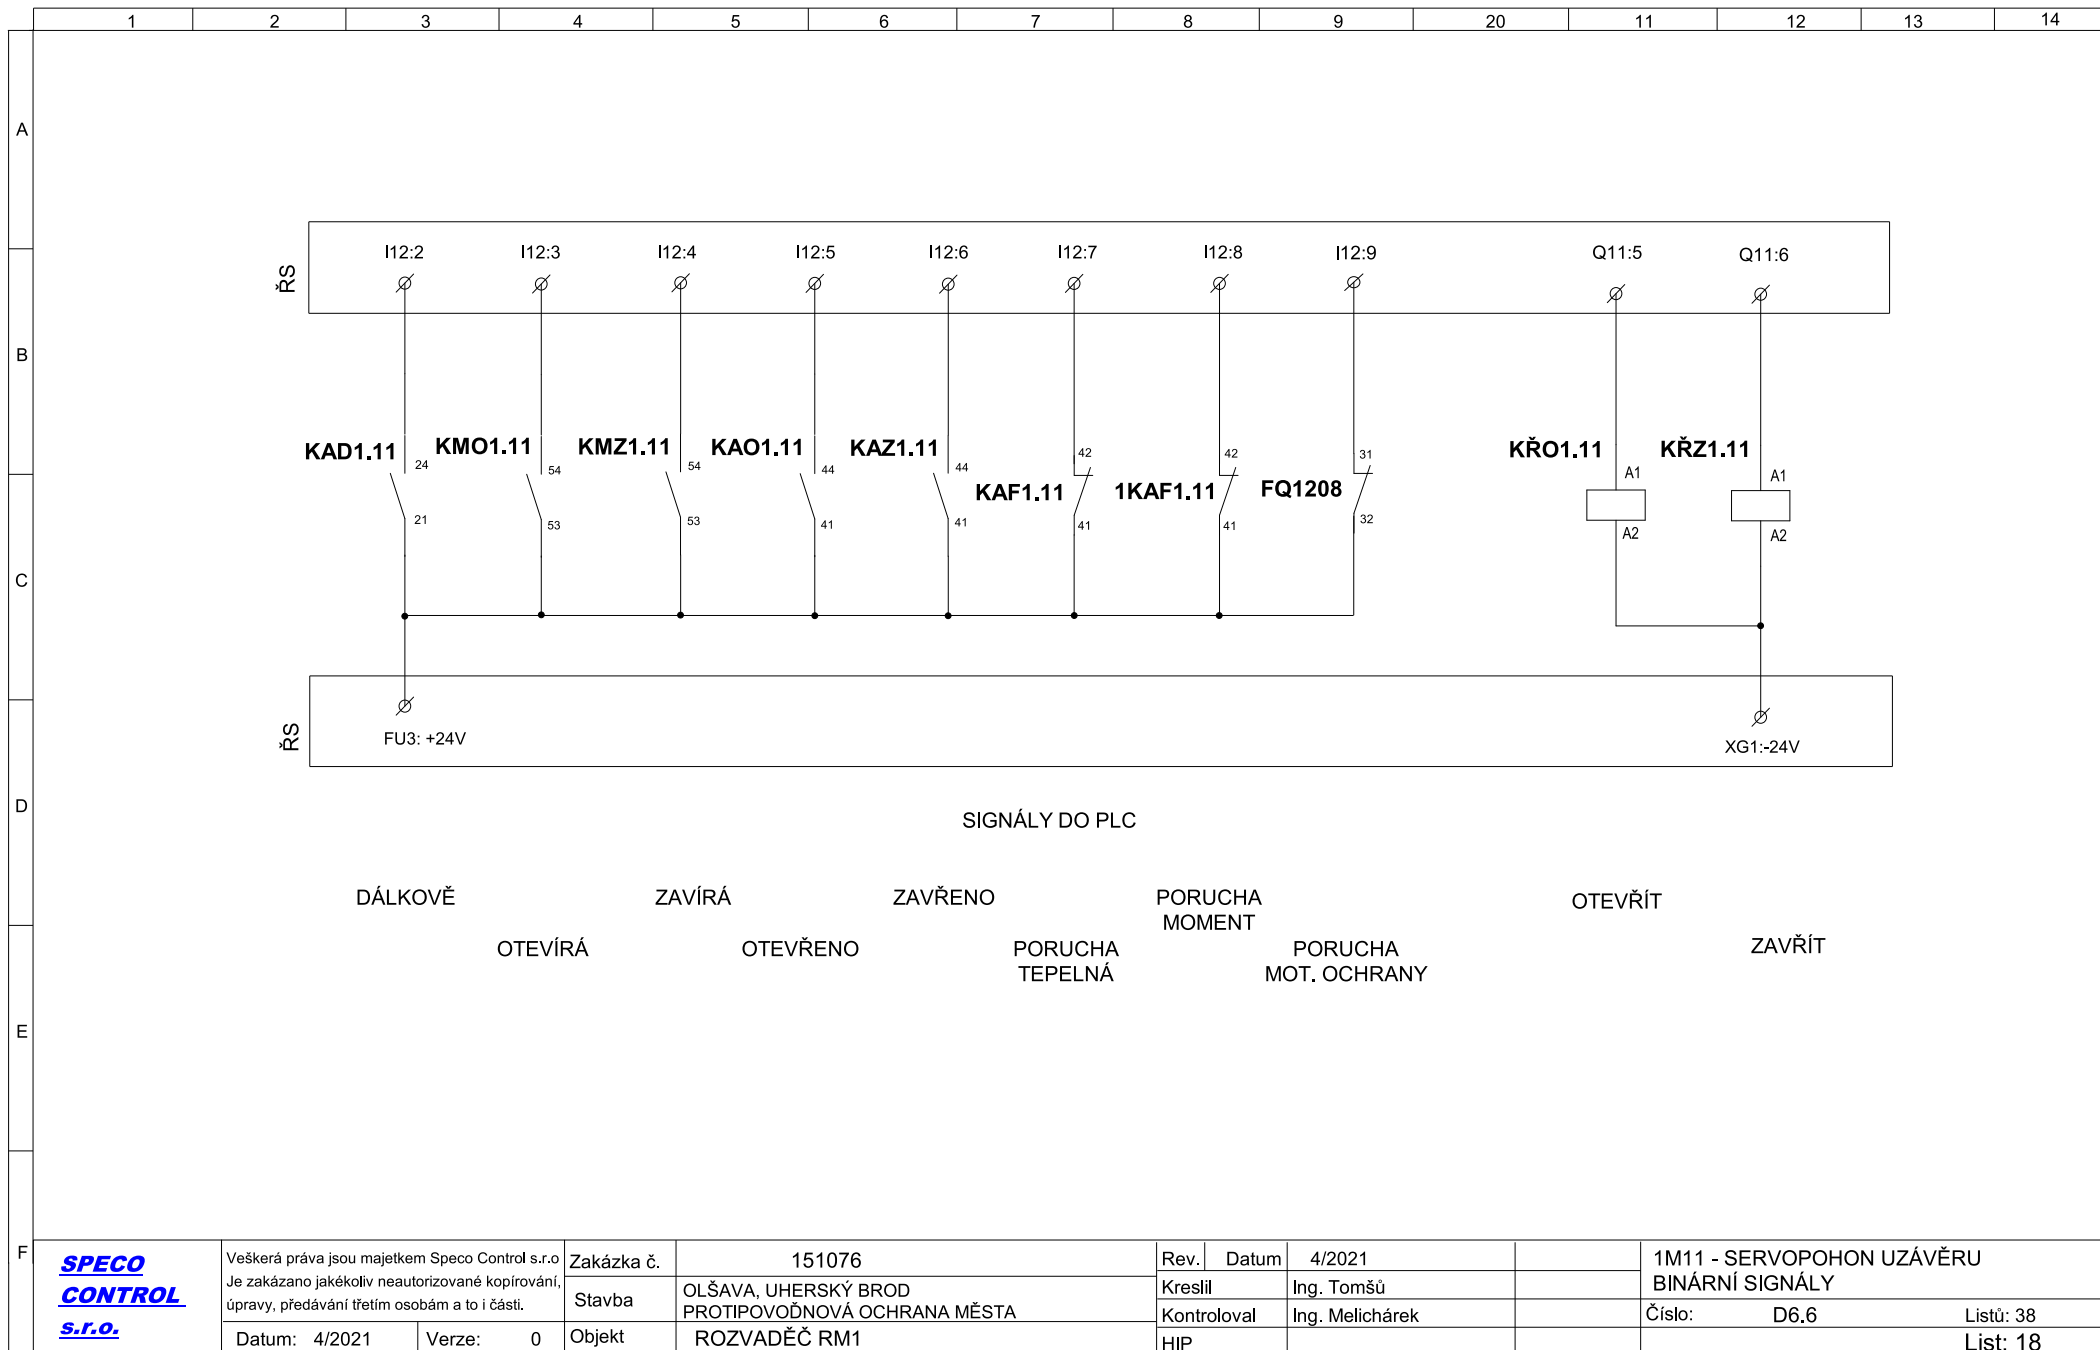 1 2 3 4 5 6 7 8 9 20 11 12 13 14
A
I12:2 I12:3 I12:4 I12:5 I12:6 I12:7 I12:8 I12:9 Q11:5 Q11:6
ŘS
B
KAD1.11 KMO1.11 KMZ1.11 KAO1.11 KAZ1.11 42 42 31 KŘO1.11 KŘZ1.11
24 54 54 44 44 A1 A1
KAF1.11 1KAF1.11 FQ1208
21 53 53 41 41 41 41 32
A2 A2
C
ŘS
FU3: +24V XG1:-24V
D
SIGNÁLY DO PLC
DÁLKOVĚ ZAVÍRÁ ZAVŘENO PORUCHA OTEVŘÍT
MOMENT
OTEVÍRÁ OTEVŘENO PORUCHA PORUCHA ZAVŘÍT
TEPELNÁ MOT. OCHRANY
E
F
SPECO
CONTROL
s.r.o.
Veškerá práva jsou majetkem Speco Control s.r.o
Je zakázano jakékoliv neautorizované kopírování,
úpravy, předávání třetím osobám a to i části.
Datum: 4/2021 Verze: 0
Zakázka č. 151076
Stavba OLŠAVA, UHERSKÝ BROD
PROTIPOVOĎNOVÁ OCHRANA MĚSTA
Objekt ROZVADĚČ RM1
Rev. Datum 4/2021
Kreslil Ing. Tomšů
Kontroloval Ing. Melichárek
HIP
1M11 - SERVOPOHON UZÁVĚRU
BINÁRNÍ SIGNÁLY
Číslo: D6.6 Listů: 38
List: 18